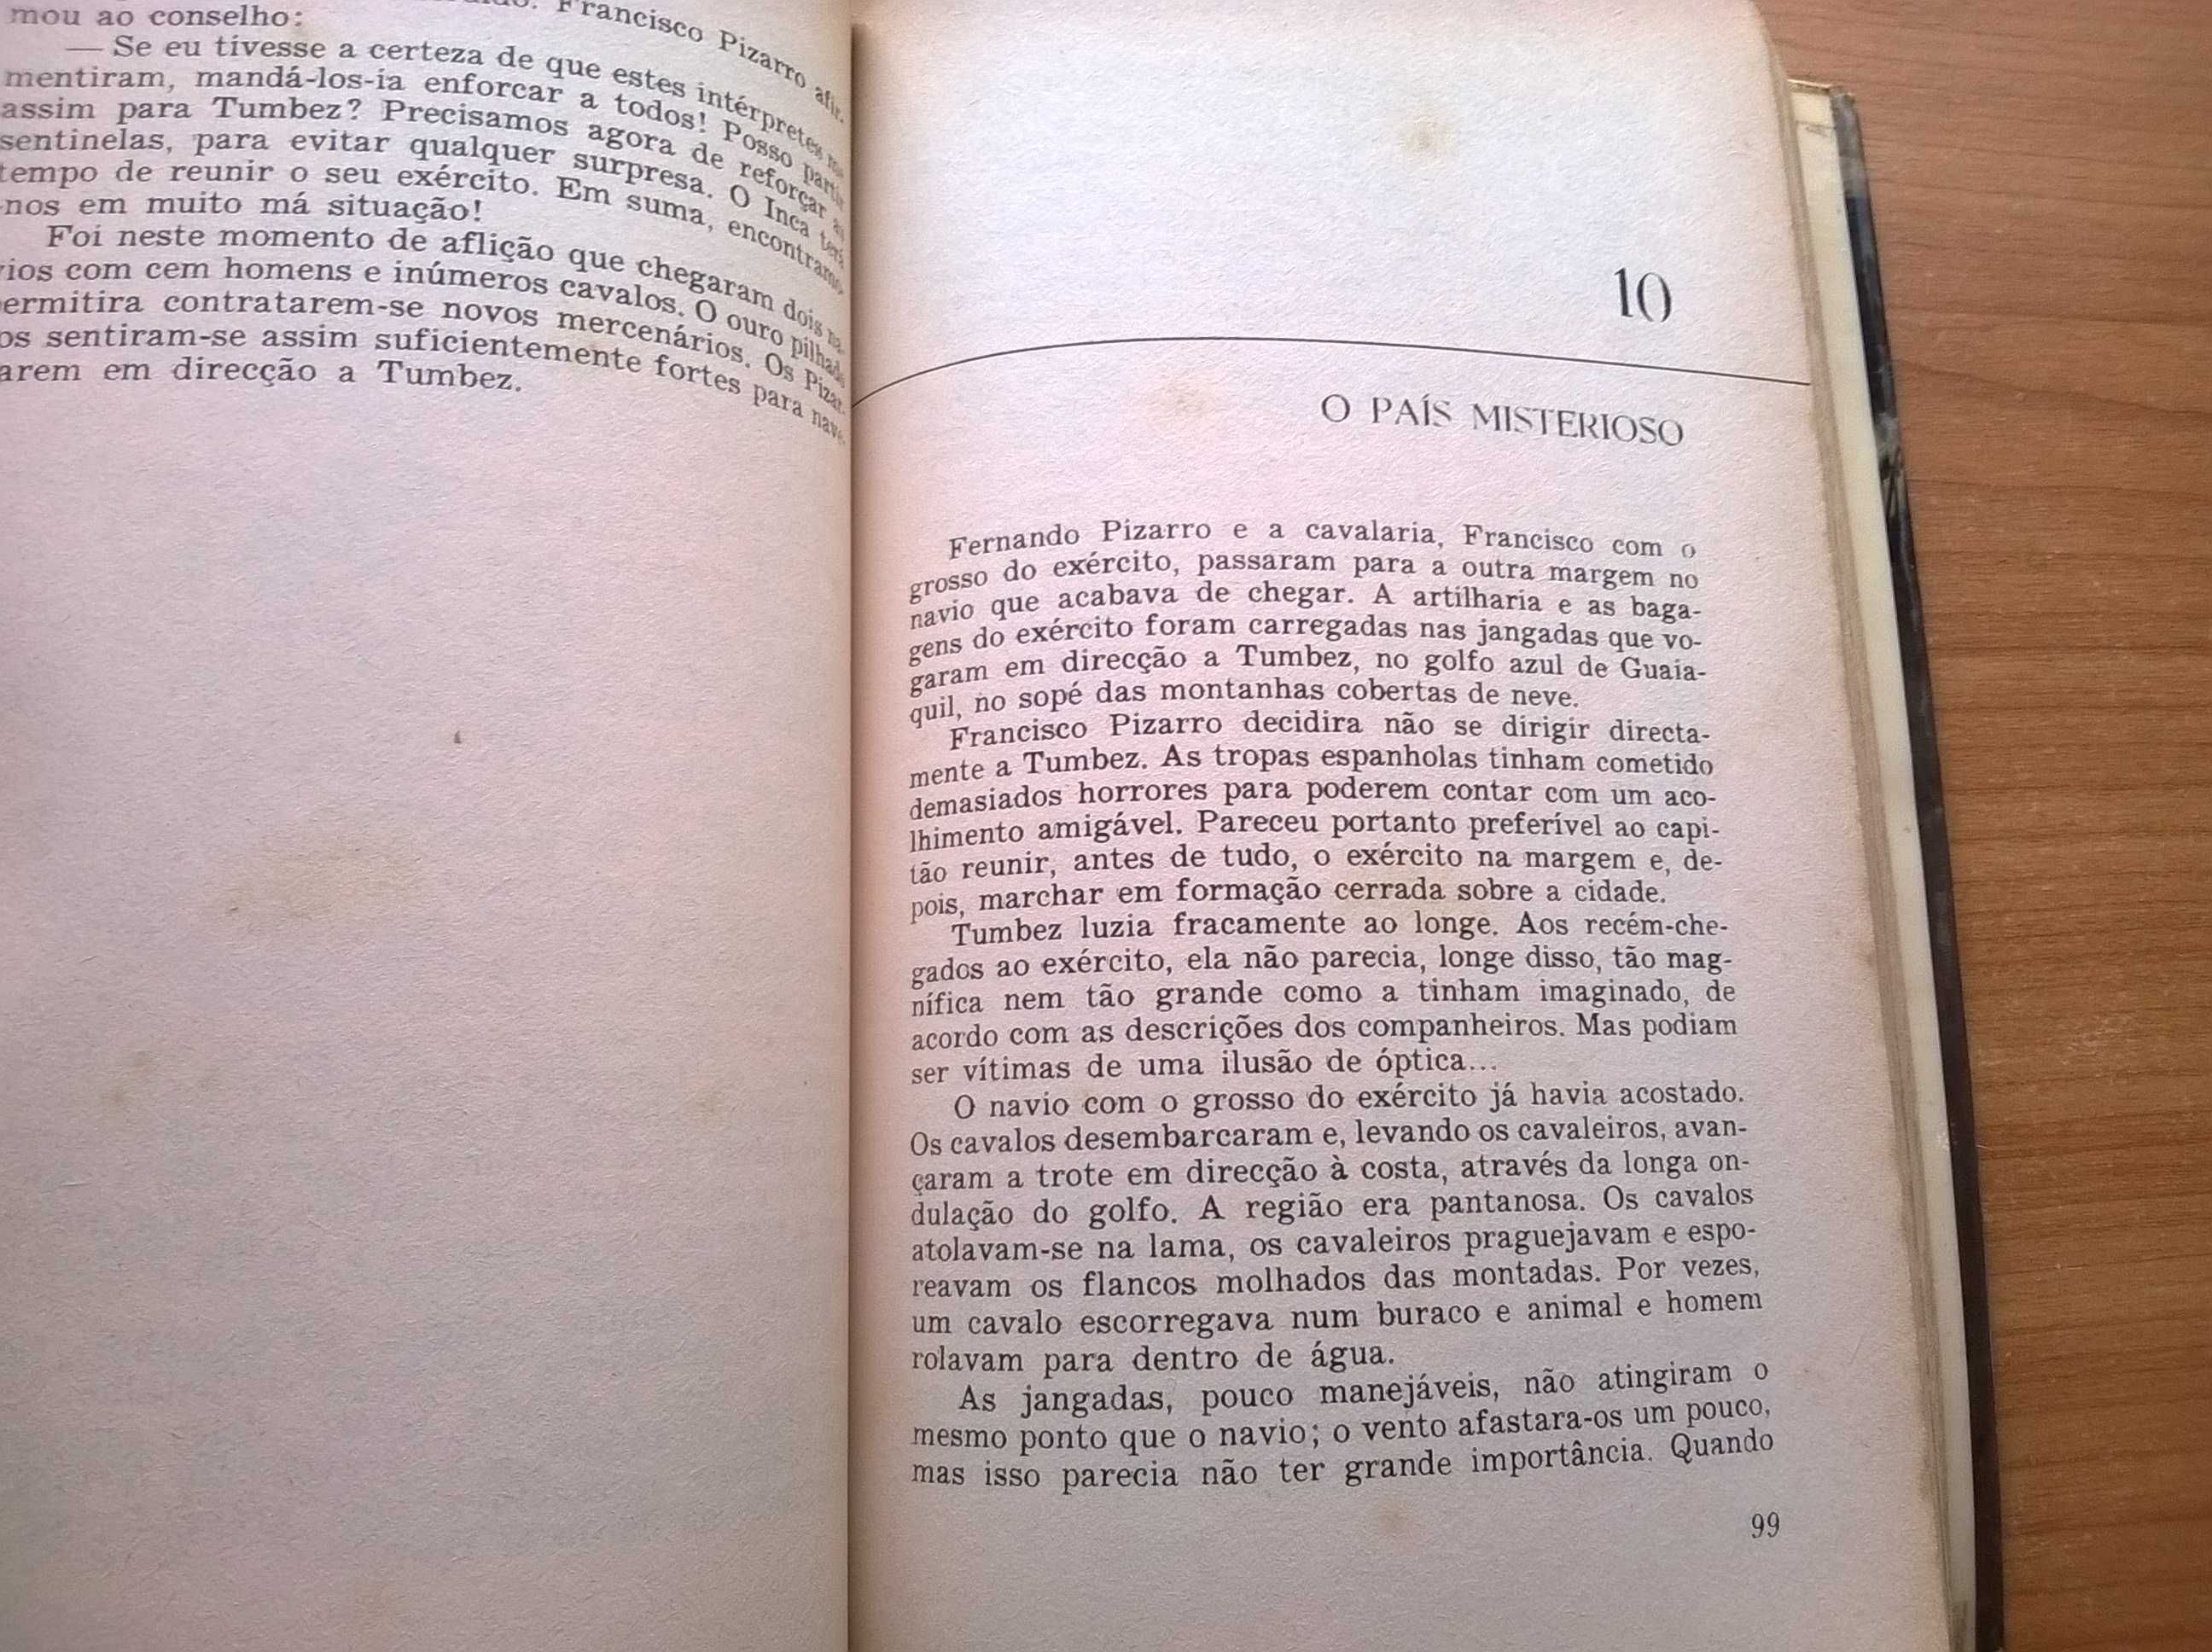 Francisco Pizarro afir-
mou ao conselho:
— Se eu tivesse a certeza de que estes intérpretes
mentiram, mandá-los-ia enforcar a todos! Posso partir
assim para Tumbez? Precisamos agora de reforçar as
sentinelas, para evitar qualquer surpresa. O Inca terá
tempo de reunir o seu exército. Em suma, encontramo-
-nos em muito má situação!
Foi neste momento de aflição que chegaram dois na-
vios com cem homens e inúmeros cavalos. O ouro pilhado
ermitira contratarem-se novos mercenários. Os Pizar-
os sentiram-se assim suficientemente fortes para nave-
arem em direcção a Tumbez.
10
O PAÍS MISTERIOSO
Fernando Pizarro e a cavalaria, Francisco com o
grosso do exército, passaram para a outra margem no
navio que acabava de chegar. A artilharia e as baga-
gens do exército foram carregadas nas jangadas que vo-
garam em direcção a Tumbez, no golfo azul de Guaia-
quil, no sopé das montanhas cobertas de neve.
Francisco Pizarro decidira não se dirigir directa-
mente a Tumbez. As tropas espanholas tinham cometido
demasiados horrores para poderem contar com um aco-
lhimento amigável. Pareceu portanto preferível ao capi-
tão reunir, antes de tudo, o exército na margem e, de-
pois, marchar em formação cerrada sobre a cidade.
Tumbez luzia fracamente ao longe. Aos recém-che-
gados ao exército, ela não parecia, longe disso, tão mag-
nífica nem tão grande como a tinham imaginado, de
acordo com as descrições dos companheiros. Mas podiam
ser vítimas de uma ilusão de óptica...
O navio com o grosso do exército já havia acostado.
Os cavalos desembarcaram e, levando os cavaleiros, avan-
çaram a trote em direcção à costa, através da longa on-
dulação do golfo. A região era pantanosa. Os cavalos
atolavam-se na lama, os cavaleiros praguejavam e espo-
reavam os flancos molhados das montadas. Por vezes,
um cavalo escorregava num buraco e animal e homem
rolavam para dentro de água.
As jangadas, pouco manejáveis, não atingiram o
mesmo ponto que o navio; o vento afastara-os um pouco,
mas isso parecia não ter grande importância. Quando
99